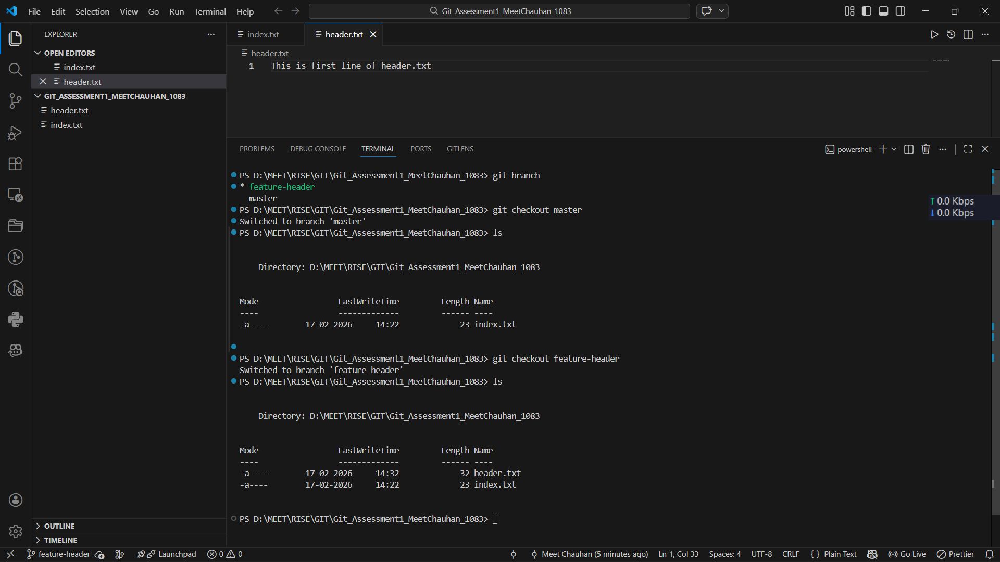 File Edit Selection View Go Run Terminal Help
Git_Assessment1_MeetChauhan_1083
EXPLORER
OPEN EDITORS
index.txt
header.txt
GIT_ASSESSMENT1_MEETCHAUHAN_1083
header.txt
index.txt
OUTLINE
TIMELINE
index.txt header.txt
header.txt
1 This is first line of header.txt
PROBLEMS DEBUG CONSOLE TERMINAL PORTS GITLENS
powershell
PS D:\MEET\RISE\GIT\Git_Assessment1_MeetChauhan_1083> git branch
* feature-header
master
PS D:\MEET\RISE\GIT\Git_Assessment1_MeetChauhan_1083> git checkout master
Switched to branch 'master'
PS D:\MEET\RISE\GIT\Git_Assessment1_MeetChauhan_1083> ls
Directory: D:\MEET\RISE\GIT\Git_Assessment1_MeetChauhan_1083
Mode LastWriteTime Length Name
---- ------------- ------ ----
-a---- 17-02-2026 14:22 23 index.txt
PS D:\MEET\RISE\GIT\Git_Assessment1_MeetChauhan_1083> git checkout feature-header
Switched to branch 'feature-header'
PS D:\MEET\RISE\GIT\Git_Assessment1_MeetChauhan_1083> ls
Directory: D:\MEET\RISE\GIT\Git_Assessment1_MeetChauhan_1083
Mode LastWriteTime Length Name
---- ------------- ------ ----
-a---- 17-02-2026 14:32 32 header.txt
-a---- 17-02-2026 14:22 23 index.txt
PS D:\MEET\RISE\GIT\Git_Assessment1_MeetChauhan_1083>
↑ 0.0 Kbps
↓ 0.0 Kbps
feature-header Launchpad 0 0 Meet Chauhan (5 minutes ago) Ln 1, Col 33 Spaces: 4 UTF-8 CRLF {} Plain Text Go Live Prettier